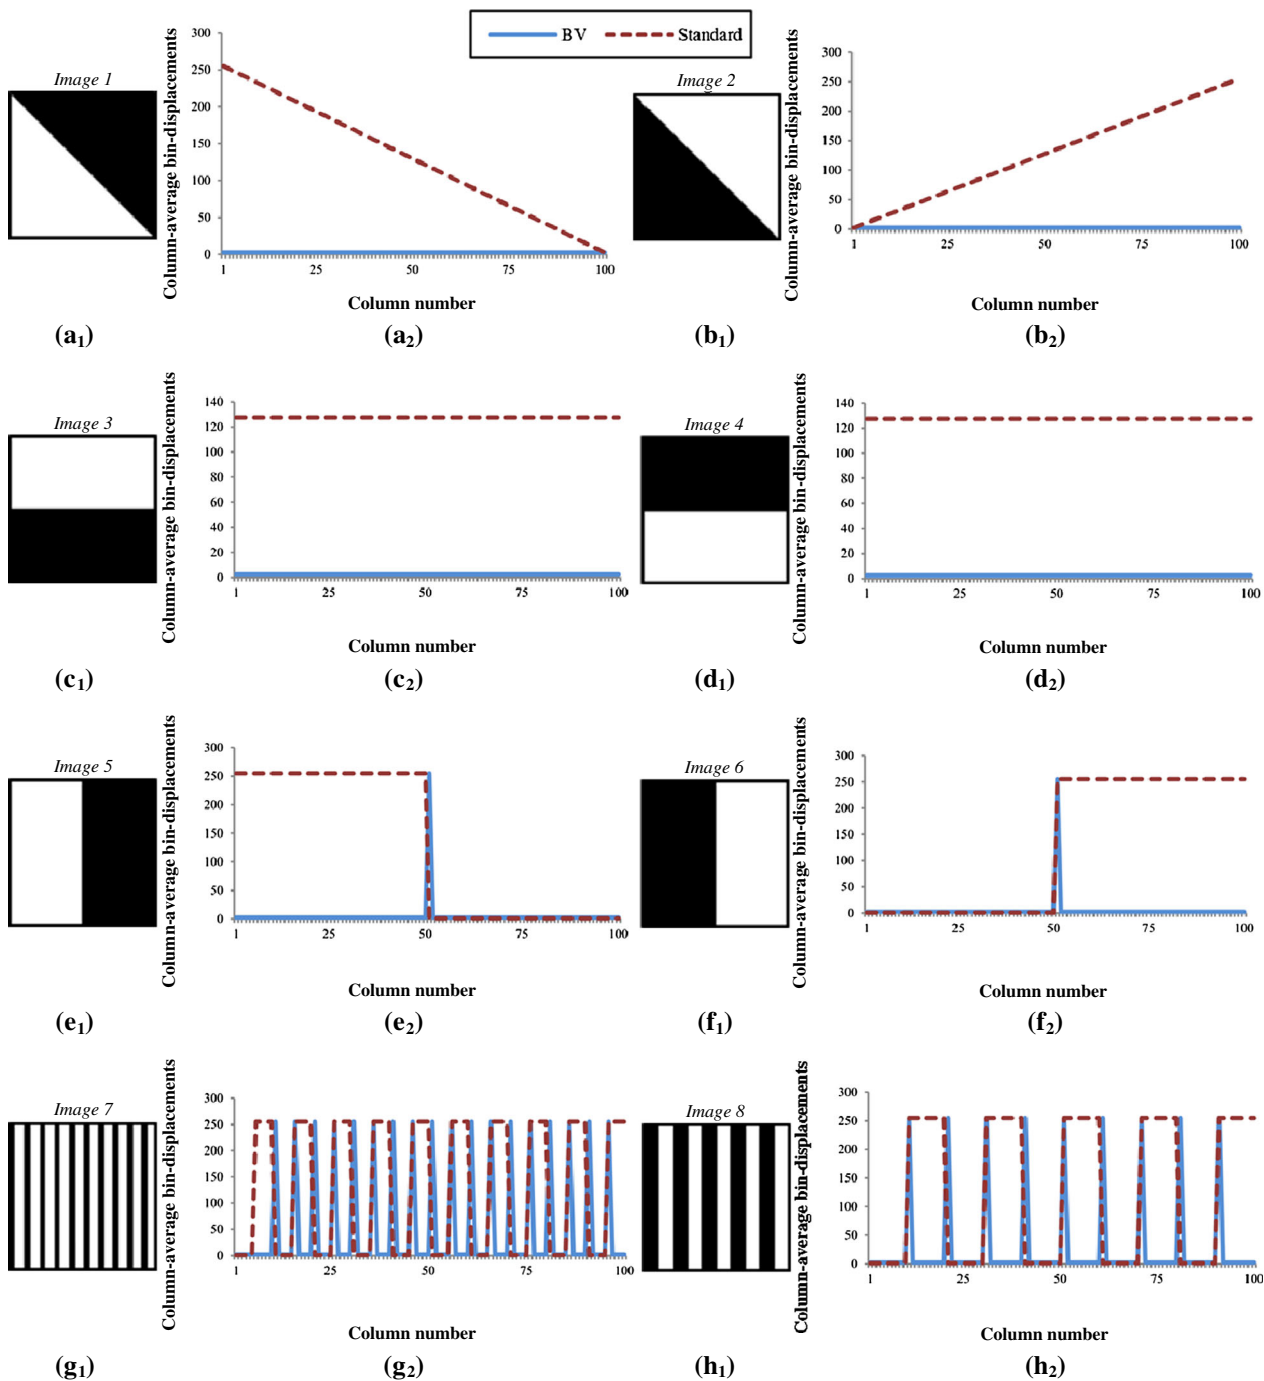 BV Standard
Image 1
Column-average bin-displacements
300
250
200
150
100
50
0
1 25 50 75 100
Column number
(a1)
(a2)
Image 2
Column-average bin-displacements
300
250
200
150
100
50
0
1 25 50 75 100
Column number
(b1)
(b2)
Image 3
Column-average bin-displacements
140
120
100
80
60
40
20
0
1 25 50 75 100
Column number
(c1)
(c2)
Image 4
Column-average bin-displacements
140
120
100
80
60
40
20
0
1 25 50 75 100
Column number
(d1)
(d2)
Image 5
Column-average bin-displacements
300
250
200
150
100
50
0
1 25 50 75 100
Column number
(e1)
(e2)
Image 6
Column-average bin-displacements
300
250
200
150
100
50
0
1 25 50 75 100
Column number
(f1)
(f2)
Image 7
Column-average bin-displacements
300
250
200
150
100
50
0
1 25 50 75 100
Column number
(g1)
(g2)
Image 8
Column-average bin-displacements
300
250
200
150
100
50
0
1 25 50 75 100
Column number
(h1)
(h2)